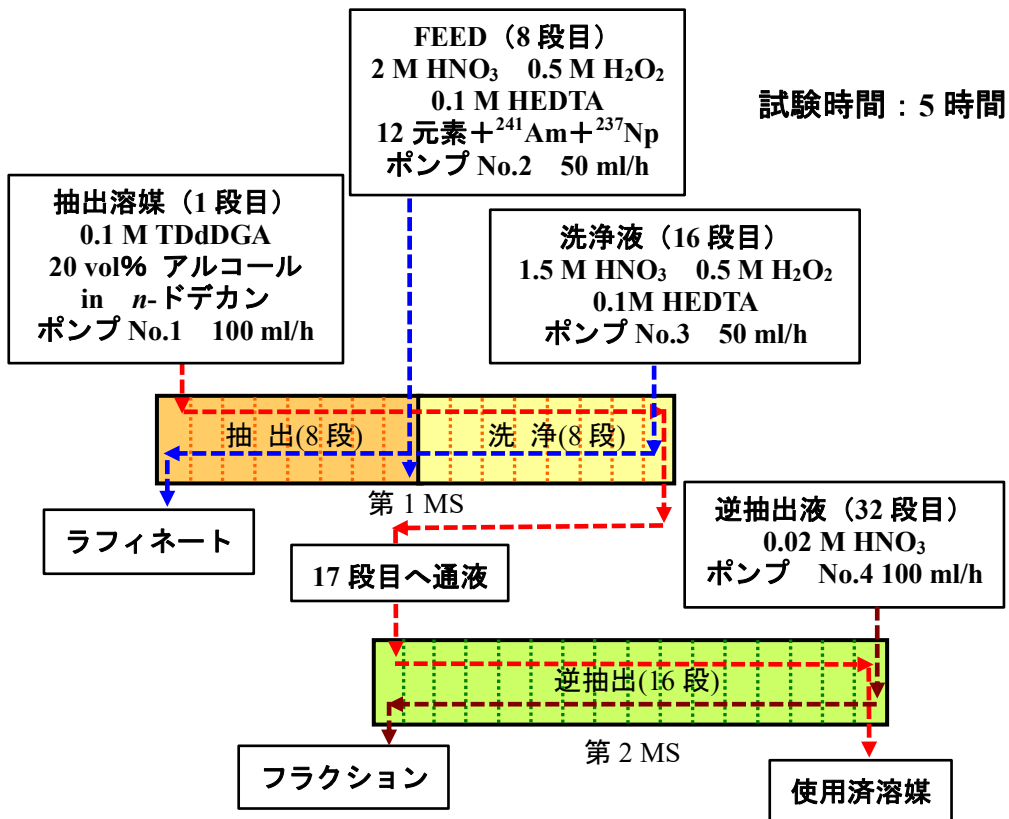 FEED（8 段目）
2 M HNO₃　0.5 M H₂O₂
0.1 M HEDTA
12 元素＋²⁴¹Am＋²³⁷Np
ポンプ No.2　50 ml/h
試験時間：5 時間
抽出溶媒（1 段目）
0.1 M TDdDGA
20 vol% アルコール
in　n-ドデカン
ポンプ No.1　100 ml/h
洗浄液（16 段目）
1.5 M HNO₃　0.5 M H₂O₂
0.1M HEDTA
ポンプ No.3　50 ml/h
抽 出(8 段)
洗 浄(8 段)
第 1 MS
ラフィネート
17 段目へ通液
逆抽出液（32 段目）
0.02 M HNO₃
ポンプ　No.4 100 ml/h
逆抽出(16 段)
第 2 MS
フラクション
使用済溶媒